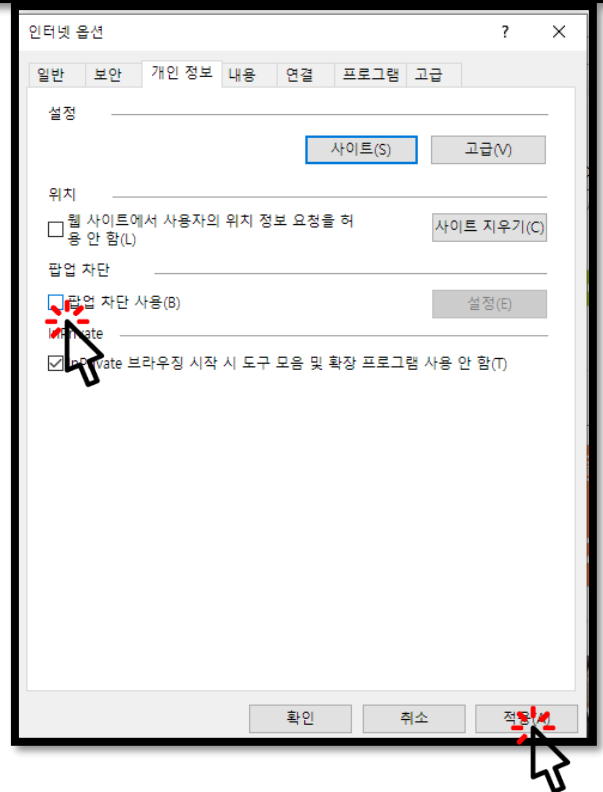 인터넷 옵션 ?
일반 보안 개인 정보 내용 연결 프로그램 고급
설정
사이트(S) 고급(V)
위치
웹 사이트에서 사용자의 위치 정보 요청을 허
용 안 함(L)
사이트 지우기(C)
팝업 차단
팝업 차단 사용(B) 설정(E)
InPrivate
InPrivate 브라우징 시작 시 도구 모음 및 확장 프로그램 사용 안 함(T)
확인 취소 적용(A)